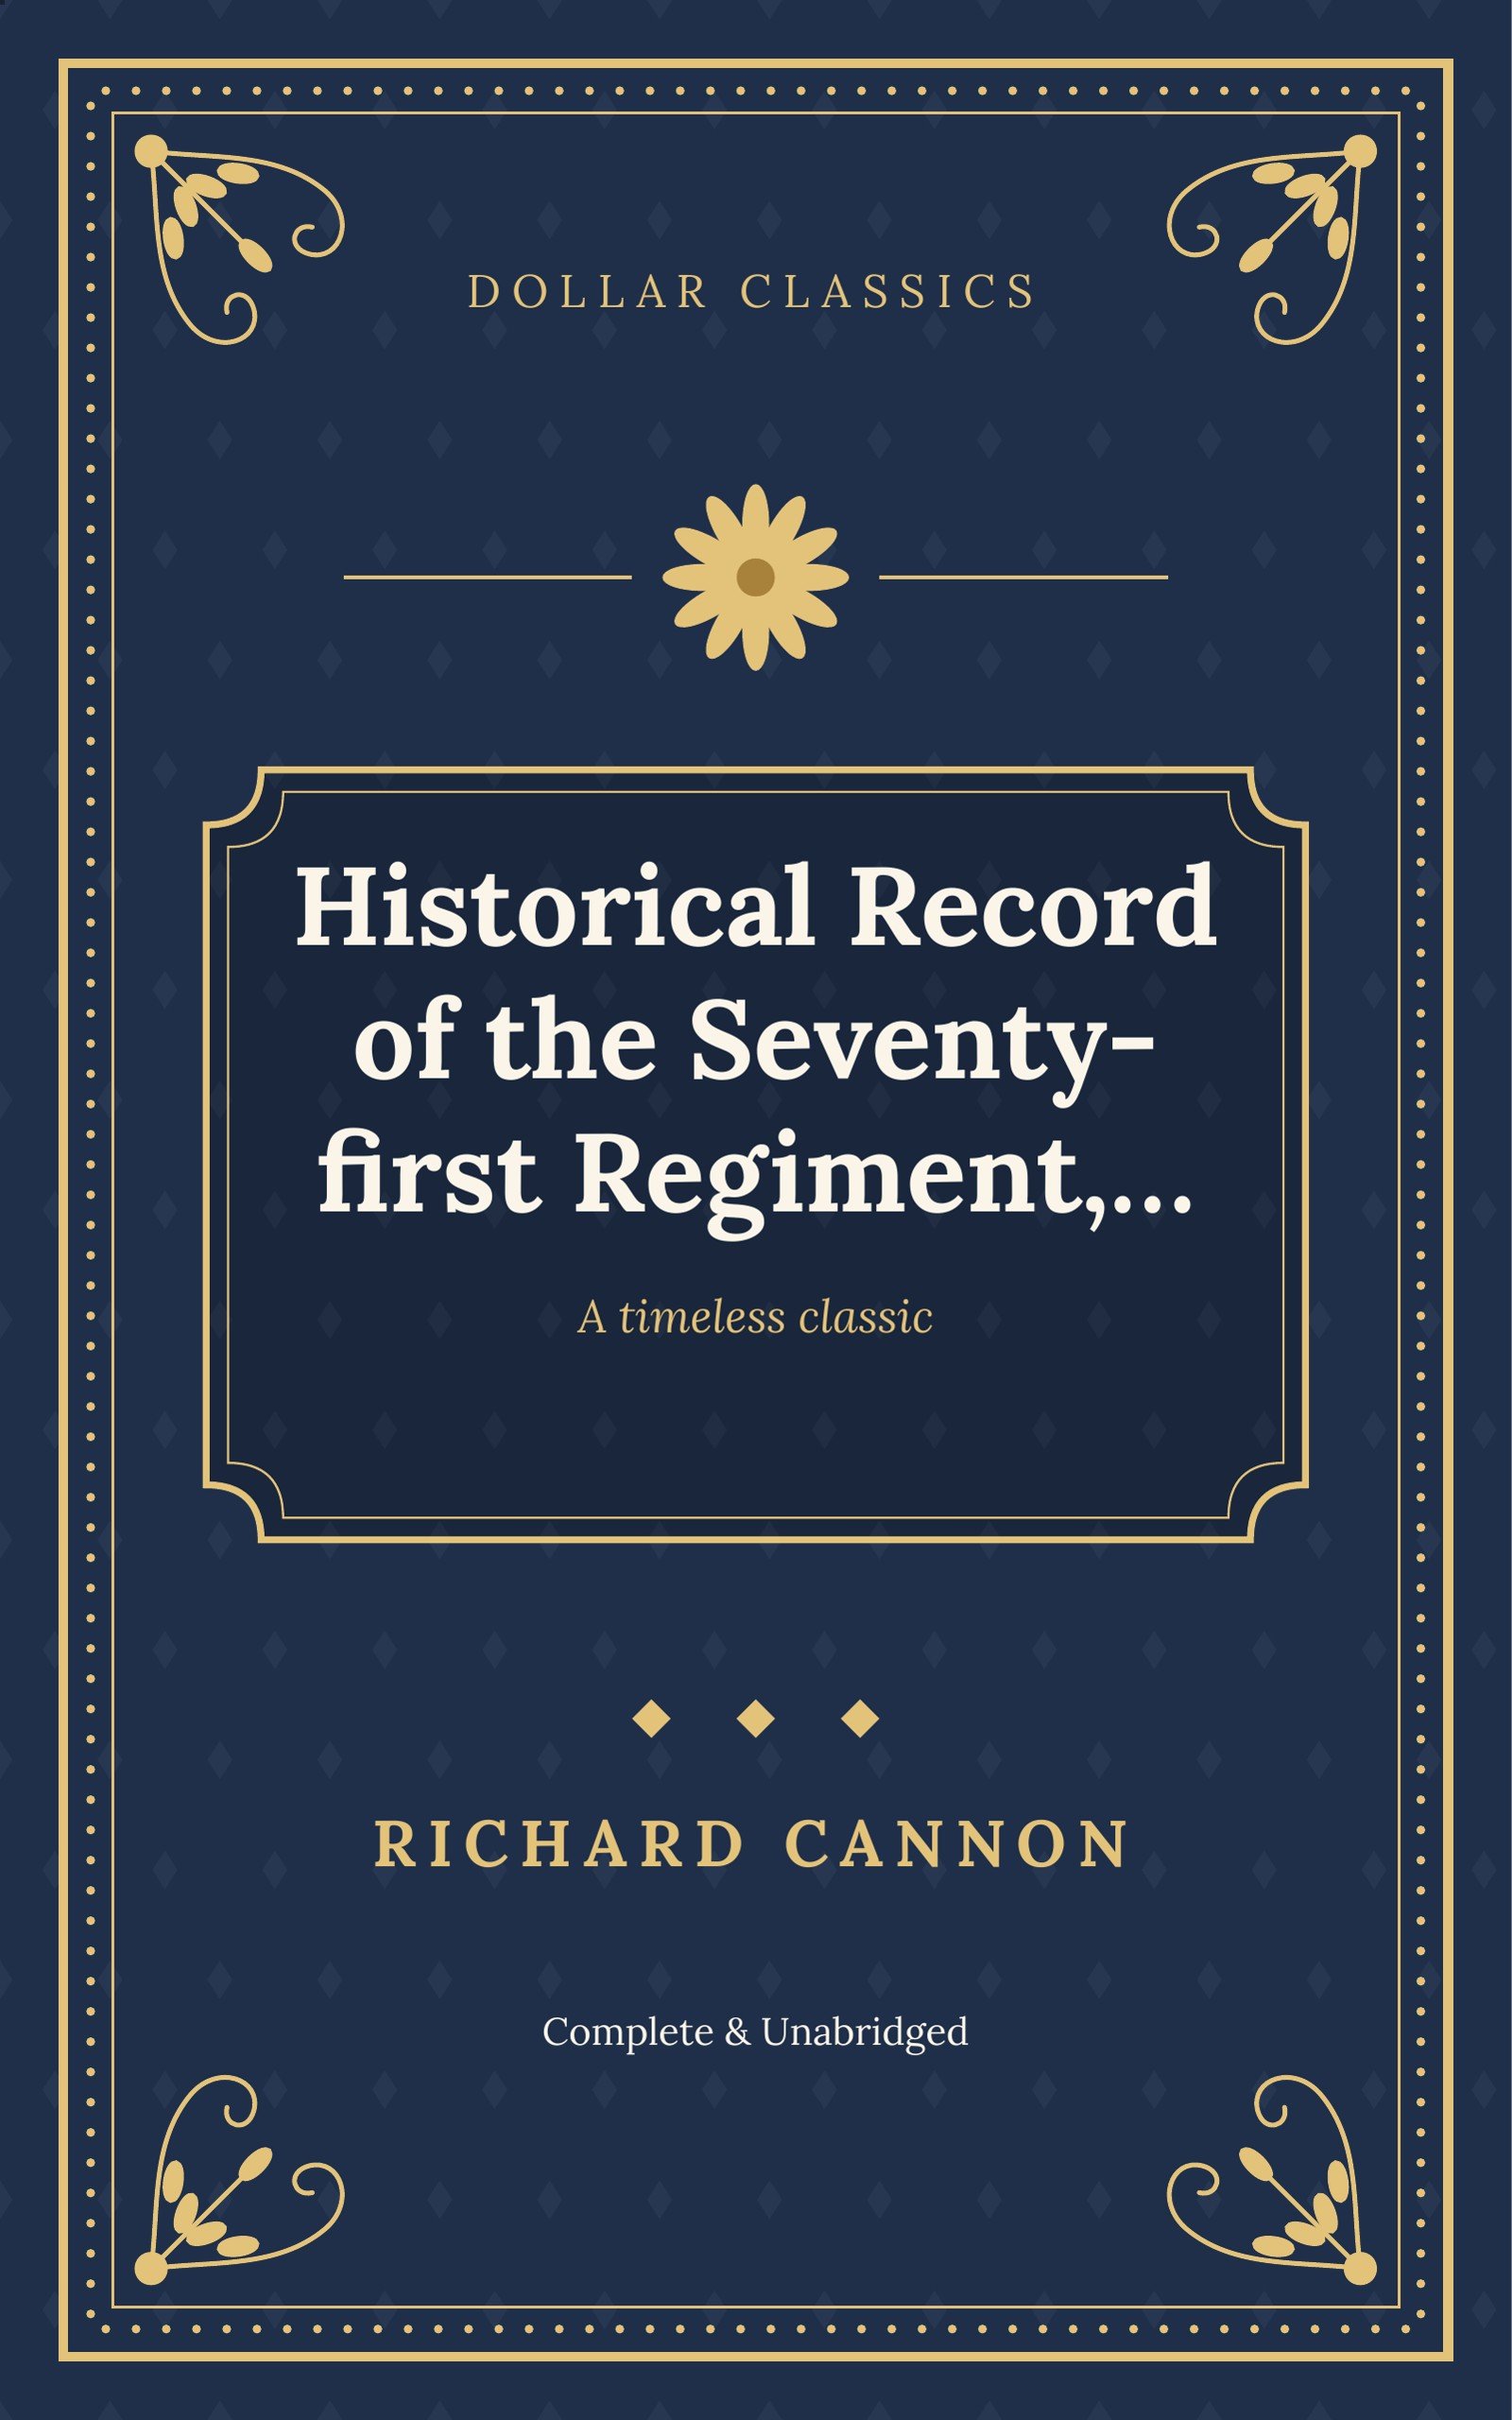 DOLLAR CLASSICS
Historical Record
of the Seventy-
first Regiment,...
A timeless classic
RICHARD CANNON
Complete & Unabridged